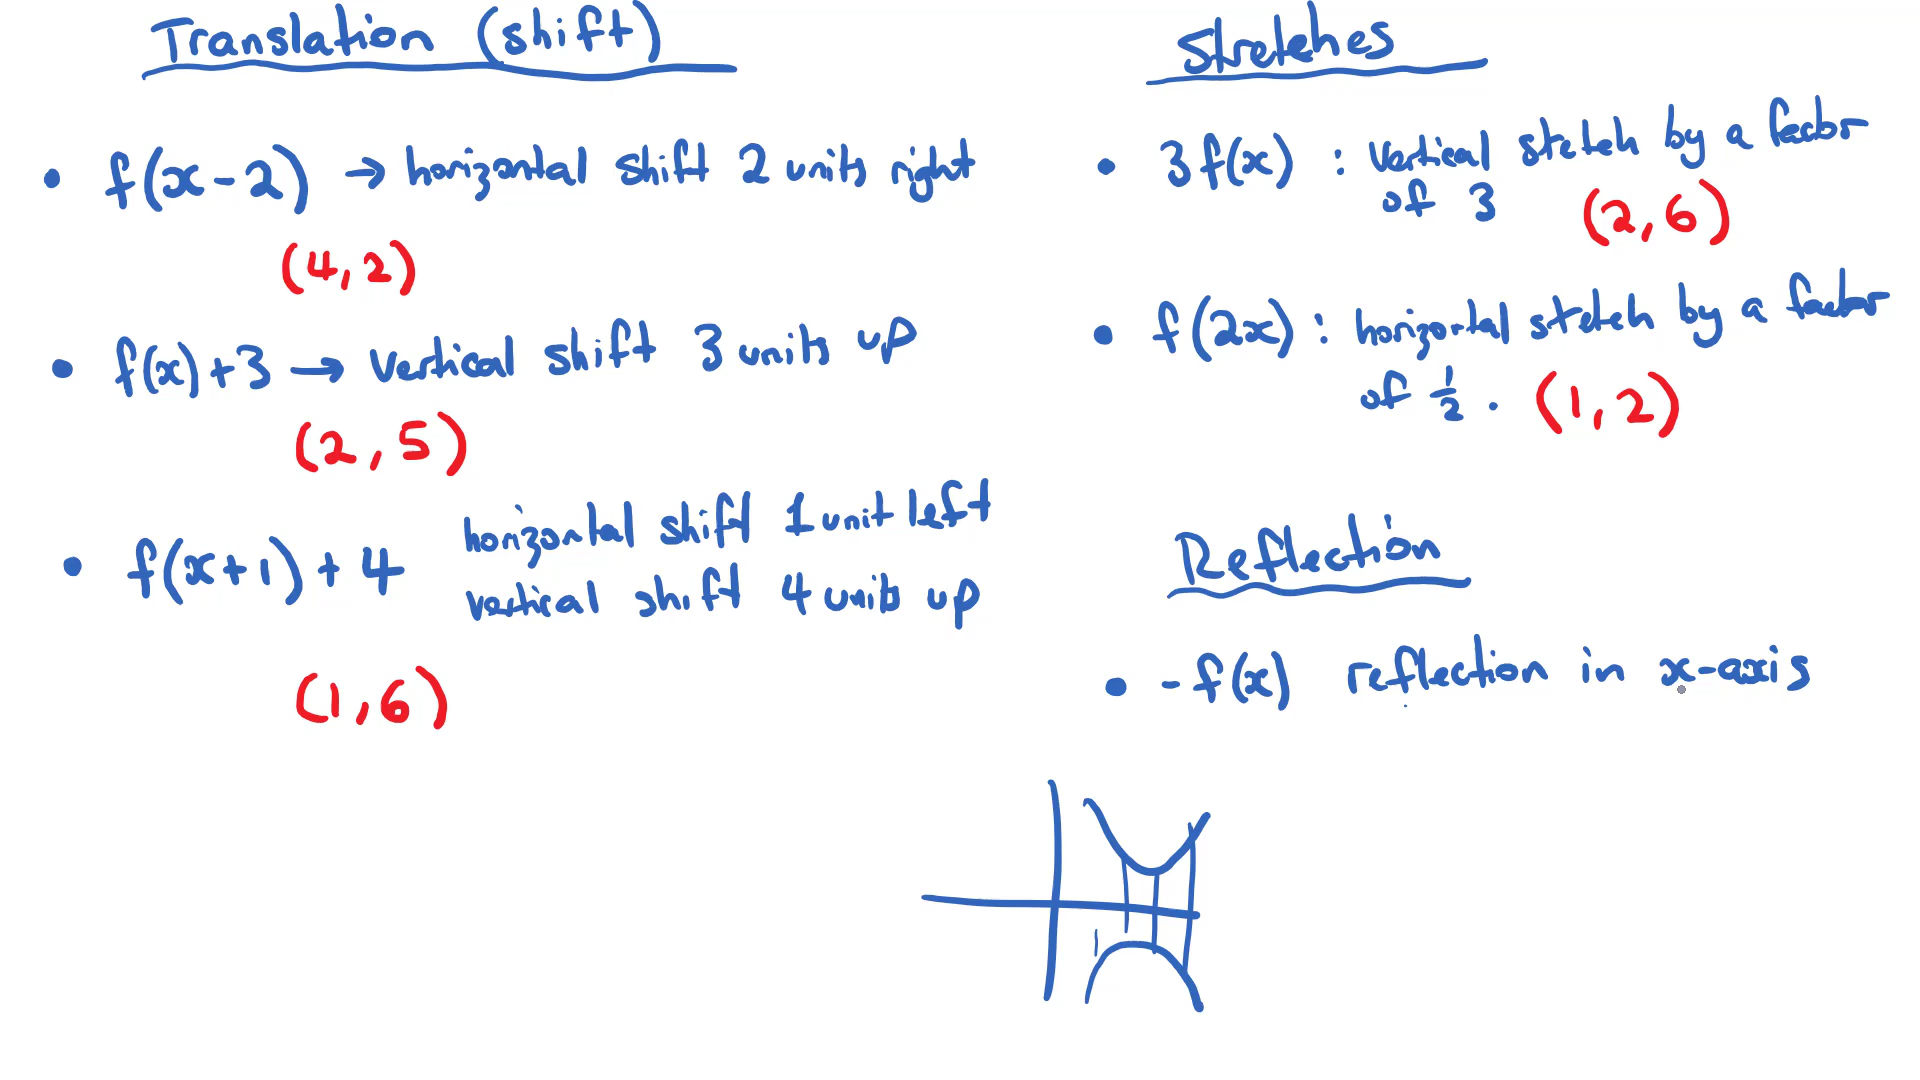 Translation (shift)
• f(x-2) → horizontal shift 2 units right
(4,2)
• f(x)+3 → vertical shift 3 units up
(2,5)
• f(x+1)+4 horizontal shift 1 unit left
vertical shift 4 units up
(1,6)
Stretches
• 3f(x) : vertical stretch by a factor
of 3 (2,6)
• f(2x) : horizontal stretch by a factor
of 1/2. (1,2)
Reflection
• -f(x) reflection in x-axis